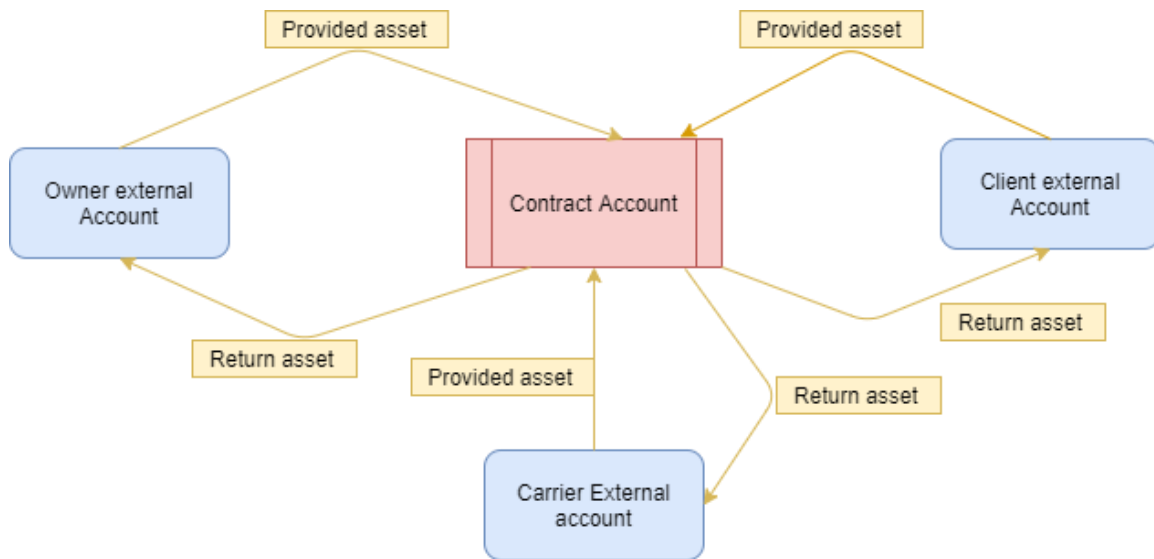 Provided asset
Provided asset
Owner external
Account
Contract Account
Client external
Account
Return asset
Return asset
Provided asset
Return asset
Carrier External
account